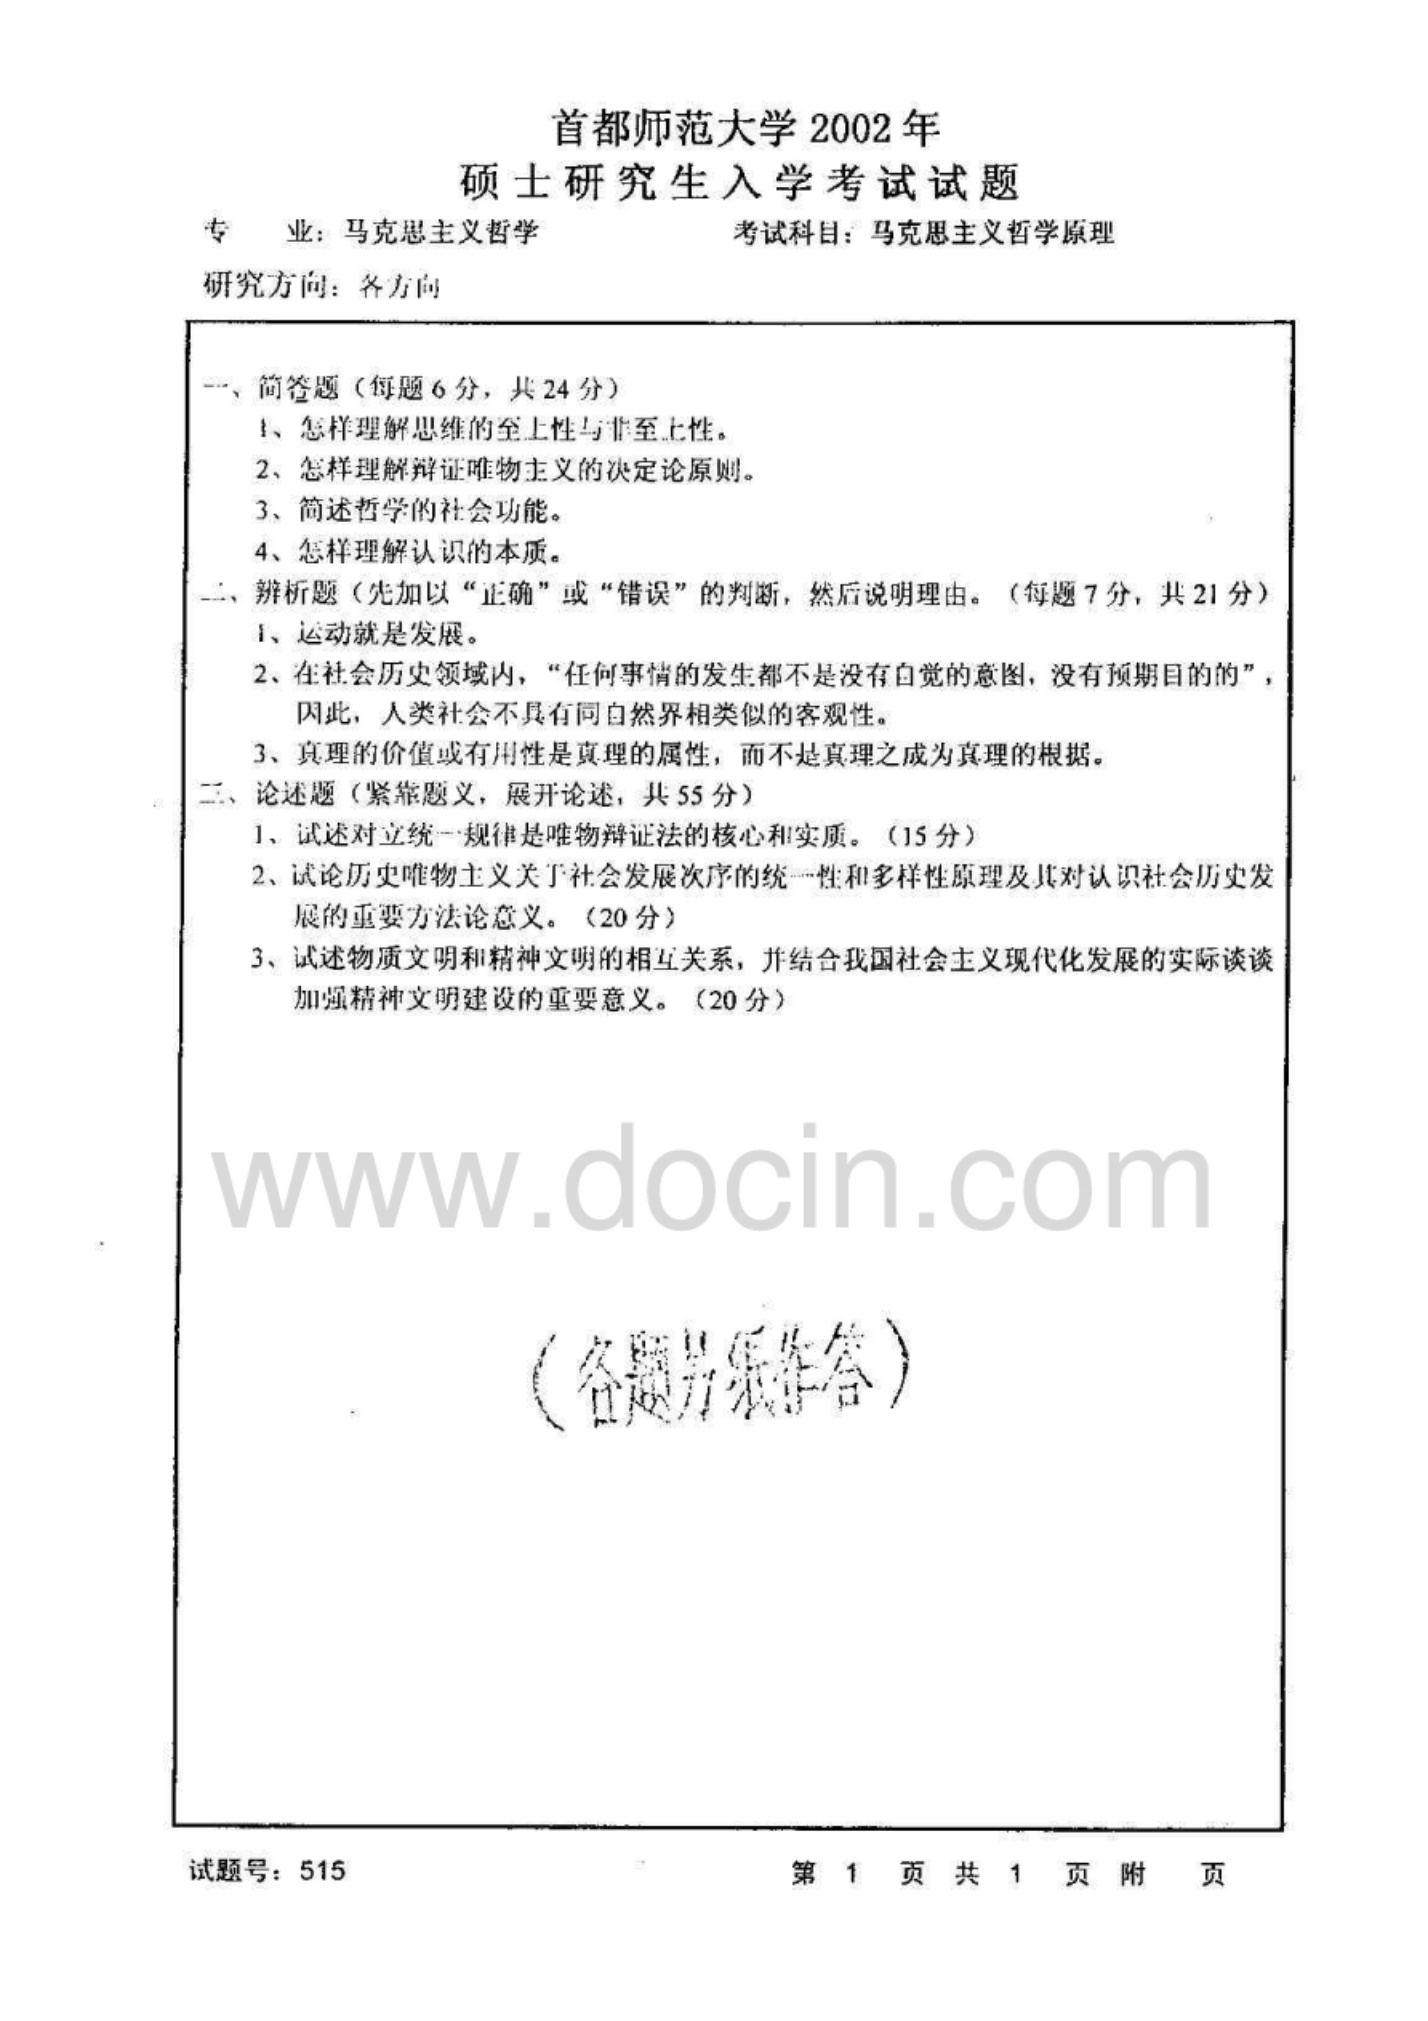 首都师范大学 2002 年
硕士研究生入学考试试题
专 业：马克思主义哲学 考试科目：马克思主义哲学原理
研究方向：各方向
一、简答题（每题 6 分，共 24 分）
1、怎样理解思维的至上性与非至上性。
2、怎样理解辩证唯物主义的决定论原则。
3、简述哲学的社会功能。
4、怎样理解认识的本质。
二、辨析题（先加以“正确”或“错误”的判断，然后说明理由。（每题 7 分，共 21 分）
1、运动就是发展。
2、在社会历史领域内，“任何事情的发生都不是没有自觉的意图，没有预期目的的”，
因此，人类社会不具有同自然界相类似的客观性。
3、真理的价值或有用性是真理的属性，而不是真理之成为真理的根据。
三、论述题（紧靠题义，展开论述，共 55 分）
1、试述对立统一规律是唯物辩证法的核心和实质。（15 分）
2、试论历史唯物主义关于社会发展次序的统一性和多样性原理及其对认识社会历史发
展的重要方法论意义。（20 分）
3、试述物质文明和精神文明的相互关系，并结合我国社会主义现代化发展的实际谈谈
加强精神文明建设的重要意义。（20 分）
www.docin.com
（各题另纸作答）
试题号：515 第 1 页 共 1 页 附 页